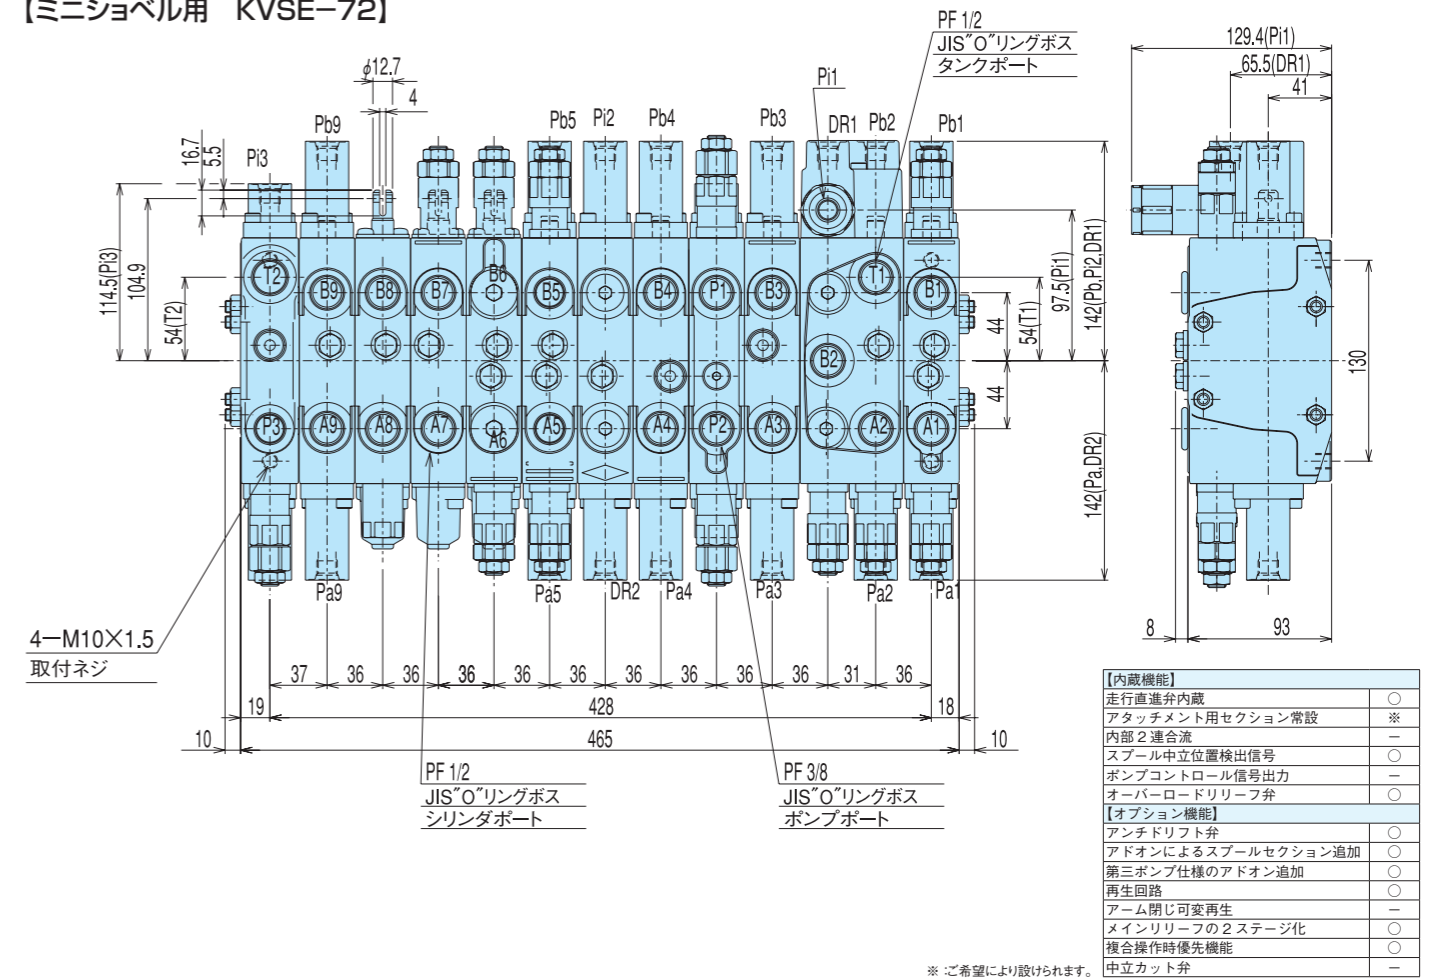 【ミニショベル用　KVSE－72】
PF 1/2
JIS"O"リングボス
タンクポート
129.4(Pi1)
65.5(DR1)
41
φ12.7
4
16.7
5.5
Pi3
Pb9
Pb5
Pi2
Pb4
Pb3
Pi1
DR1
Pb2
Pb1
114.5(Pi3)
104.9
54(T2)
T2
B9
B8
B7
B6
B5
B4
P1
B3
T1
B1
B2
44
54(T1)
97.5(Pi1)
142(Pb,Pi2,DR1)
130
44
142(Pa,DR2)
P3
A9
A8
A7
A6
A5
A4
P2
A3
A2
A1
Pa9
Pa5
DR2
Pa4
Pa3
Pa2
Pa1
4－M10×1.5
取付ネジ
8
93
37
36
36
36
36
36
36
36
36
31
36
19
428
18
10
465
10
PF 1/2
JIS"O"リングボス
シリンダポート
PF 3/8
JIS"O"リングボス
ポンプポート
【内蔵機能】
走行直進弁内蔵 ○
アタッチメント用セクション常設 ※
内部２連合流 －
スプール中立位置検出信号 ○
ポンプコントロール信号出力 －
オーバーロードリリーフ弁 ○
【オプション機能】
アンチドリフト弁 ○
アドオンによるスプールセクション追加 ○
第三ポンプ仕様のアドオン追加 ○
再生回路 ○
アーム閉じ可変再生 －
メインリリーフの２ステージ化 ○
複合操作時優先機能 ○
中立カット弁 －
※：ご希望により設けられます。